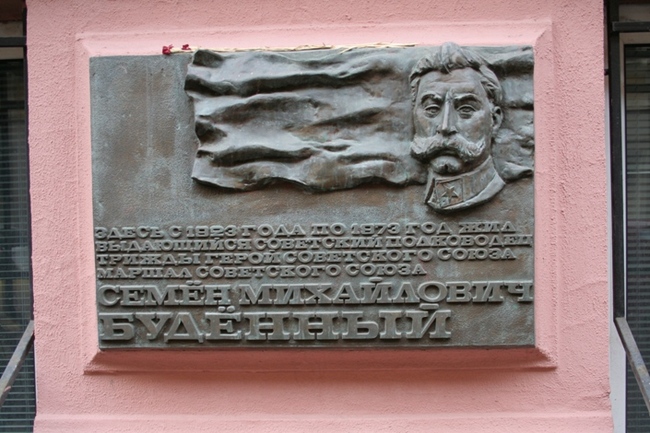 ЗДЕСЬ С 1923 ГОДА ПО 1973 ГОД ЖИЛ
ВЫДАЮЩИЙСЯ СОВЕТСКИЙ ПОЛКОВОДЕЦ
ТРИЖДЫ ГЕРОЙ СОВЕТСКОГО СОЮЗА
МАРШАЛ СОВЕТСКОГО СОЮЗА
СЕМЁН МИХАЙЛОВИЧ
БУДЁННЫЙ